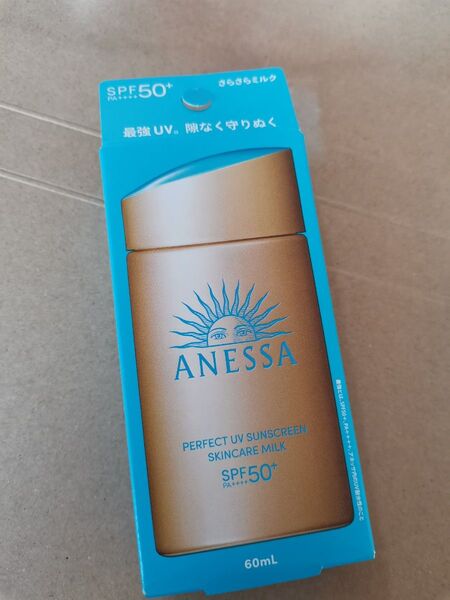 SPF50+
PA++++
さらさらミルク
最強UV。隙なく守りぬく
ANESSA
PERFECT UV SUNSCREEN
SKINCARE MILK
SPF50+
PA++++
60mL